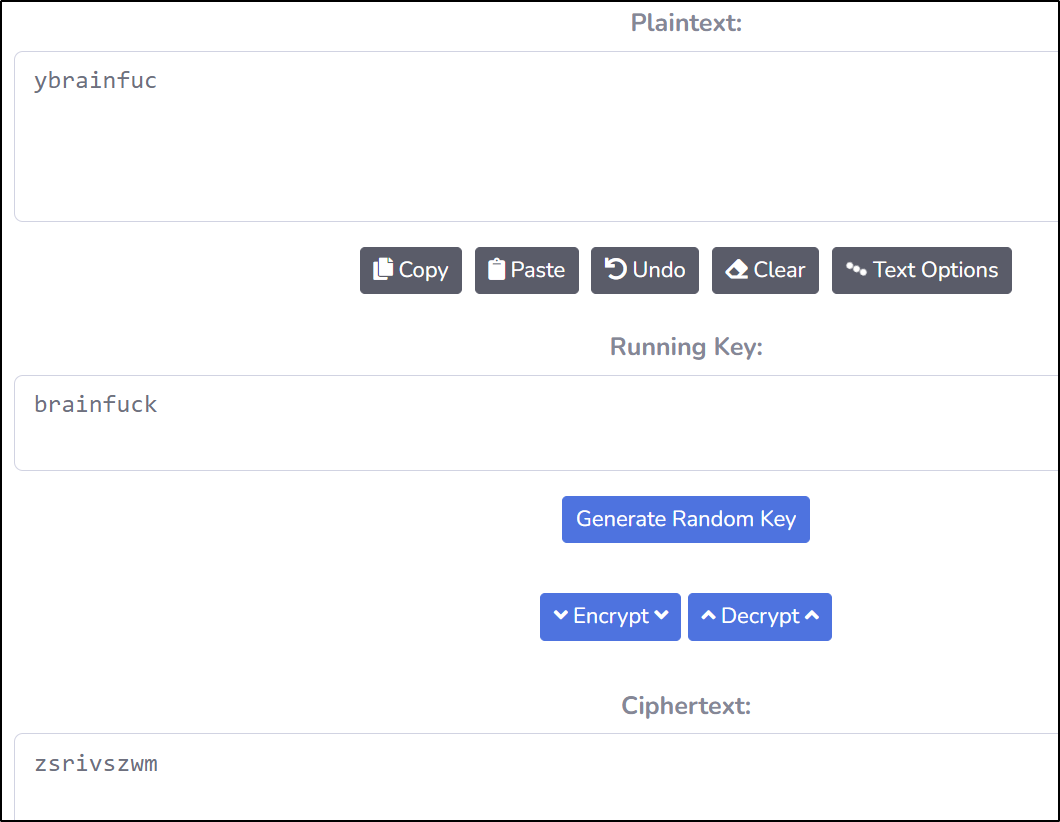 Plaintext:
ybrainfuc
Copy Paste Undo Clear Text Options
Running Key:
brainfuck
Generate Random Key
Encrypt Decrypt
Ciphertext:
zsrivszwm